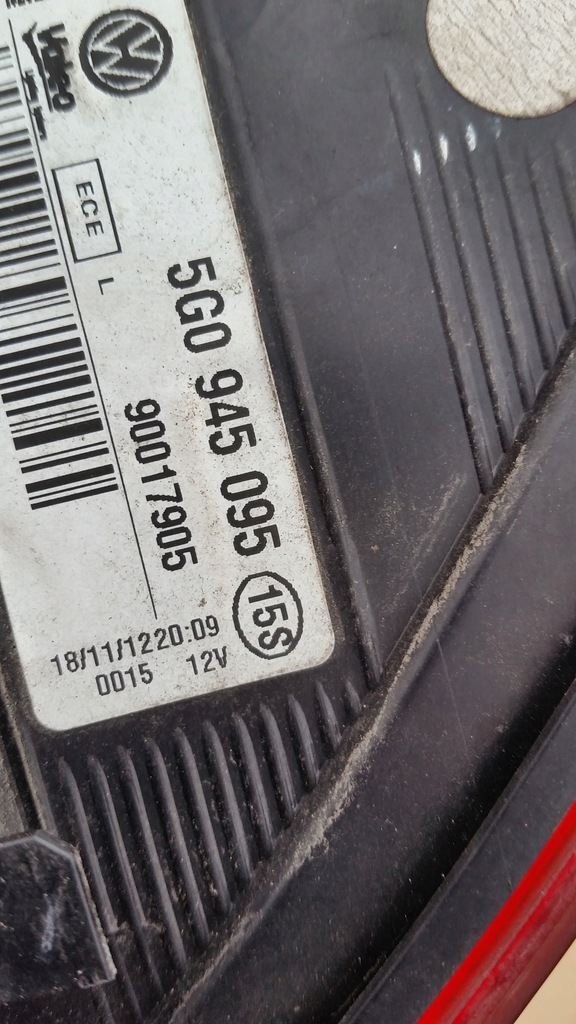 Valeo
ECE
L
5G0 945 095
90017905
15S
18/11/12 20:09
0015 12V